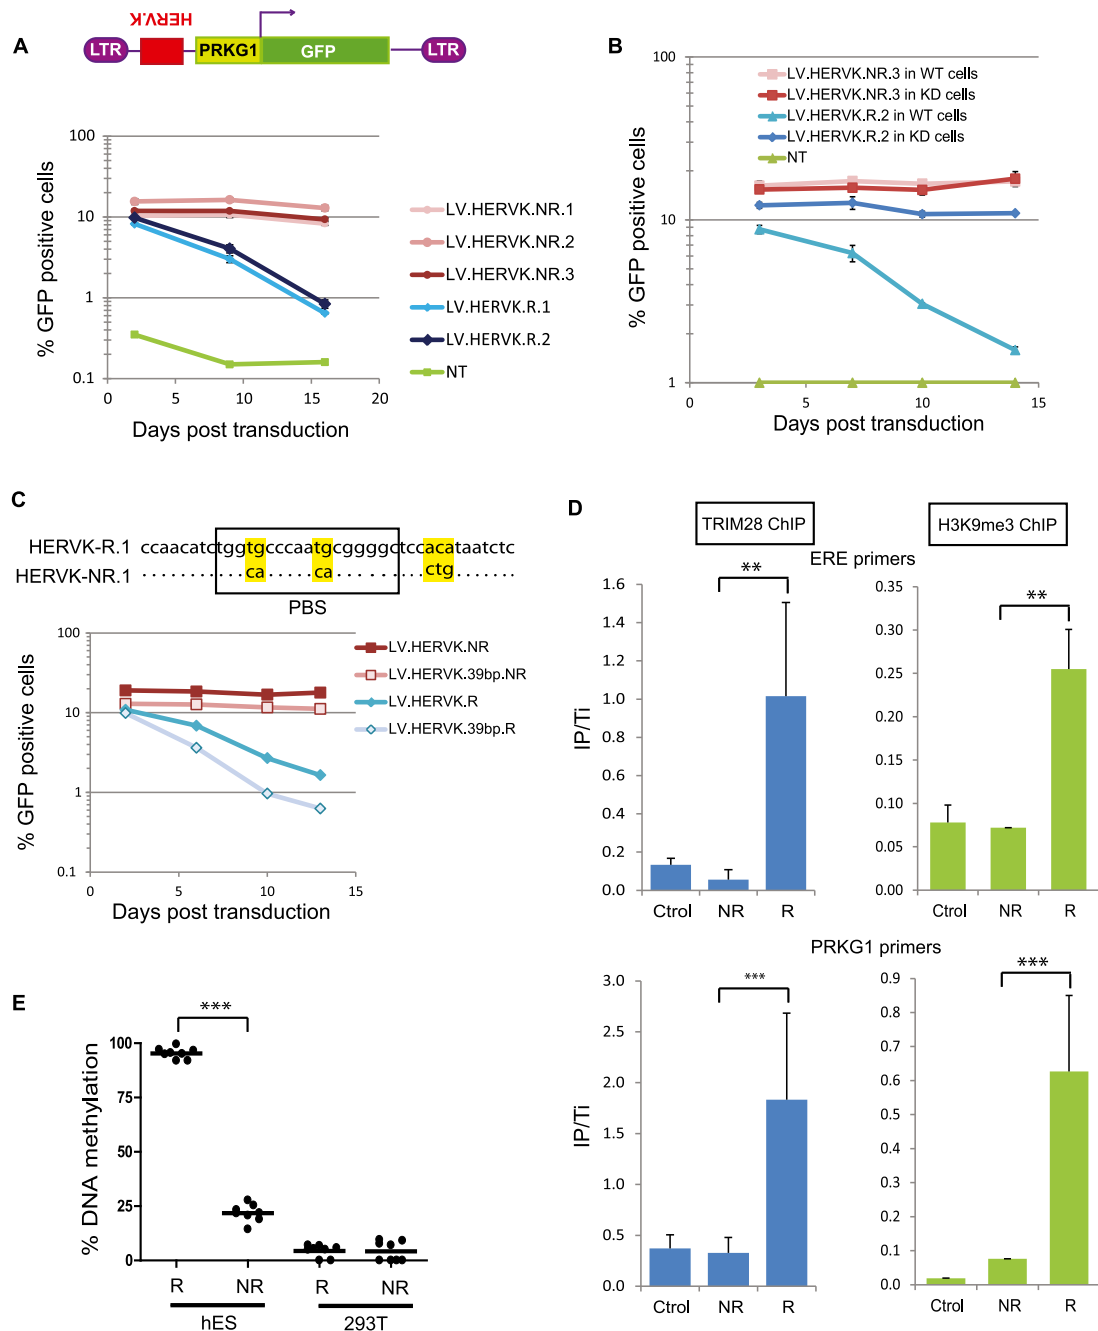 A
HERV.K
LTR
PRKG1
GFP
LTR
% GFP positive cells
100
10
1
0.1
0
5
10
15
20
Days post transduction
LV.HERVK.NR.1
LV.HERVK.NR.2
LV.HERVK.NR.3
LV.HERVK.R.1
LV.HERVK.R.2
NT
B
% GFP positive cells
100
10
1
0
5
10
15
Days post transduction
LV.HERVK.NR.3 in WT cells
LV.HERVK.NR.3 in KD cells
LV.HERVK.R.2 in WT cells
LV.HERVK.R.2 in KD cells
NT
C
HERVK-R.1 ccaacatctggtgcccaatgcggggctccacataatctc
HERVK-NR.1 ......... ca ca ctg ......
PBS
% GFP positive cells
100
10
1
0.1
0
5
10
15
Days post transduction
LV.HERVK.NR
LV.HERVK.39bp.NR
LV.HERVK.R
LV.HERVK.39bp.R
D
TRIM28 ChIP
H3K9me3 ChIP
ERE primers
IP/Ti
1.6
1.4
1.2
1.0
0.8
0.6
0.4
0.2
0.0
**
Ctrol NR R
0.35
0.30
0.25
0.20
0.15
0.10
0.05
0.00
**
Ctrol NR R
PRKG1 primers
IP/Ti
3.0
2.5
2.0
1.5
1.0
0.5
0.0
***
Ctrol NR R
0.9
0.8
0.7
0.6
0.5
0.4
0.3
0.2
0.1
0.0
***
Ctrol NR R
E
% DNA methylation
100
75
50
25
0
***
R NR R NR
hES 293T